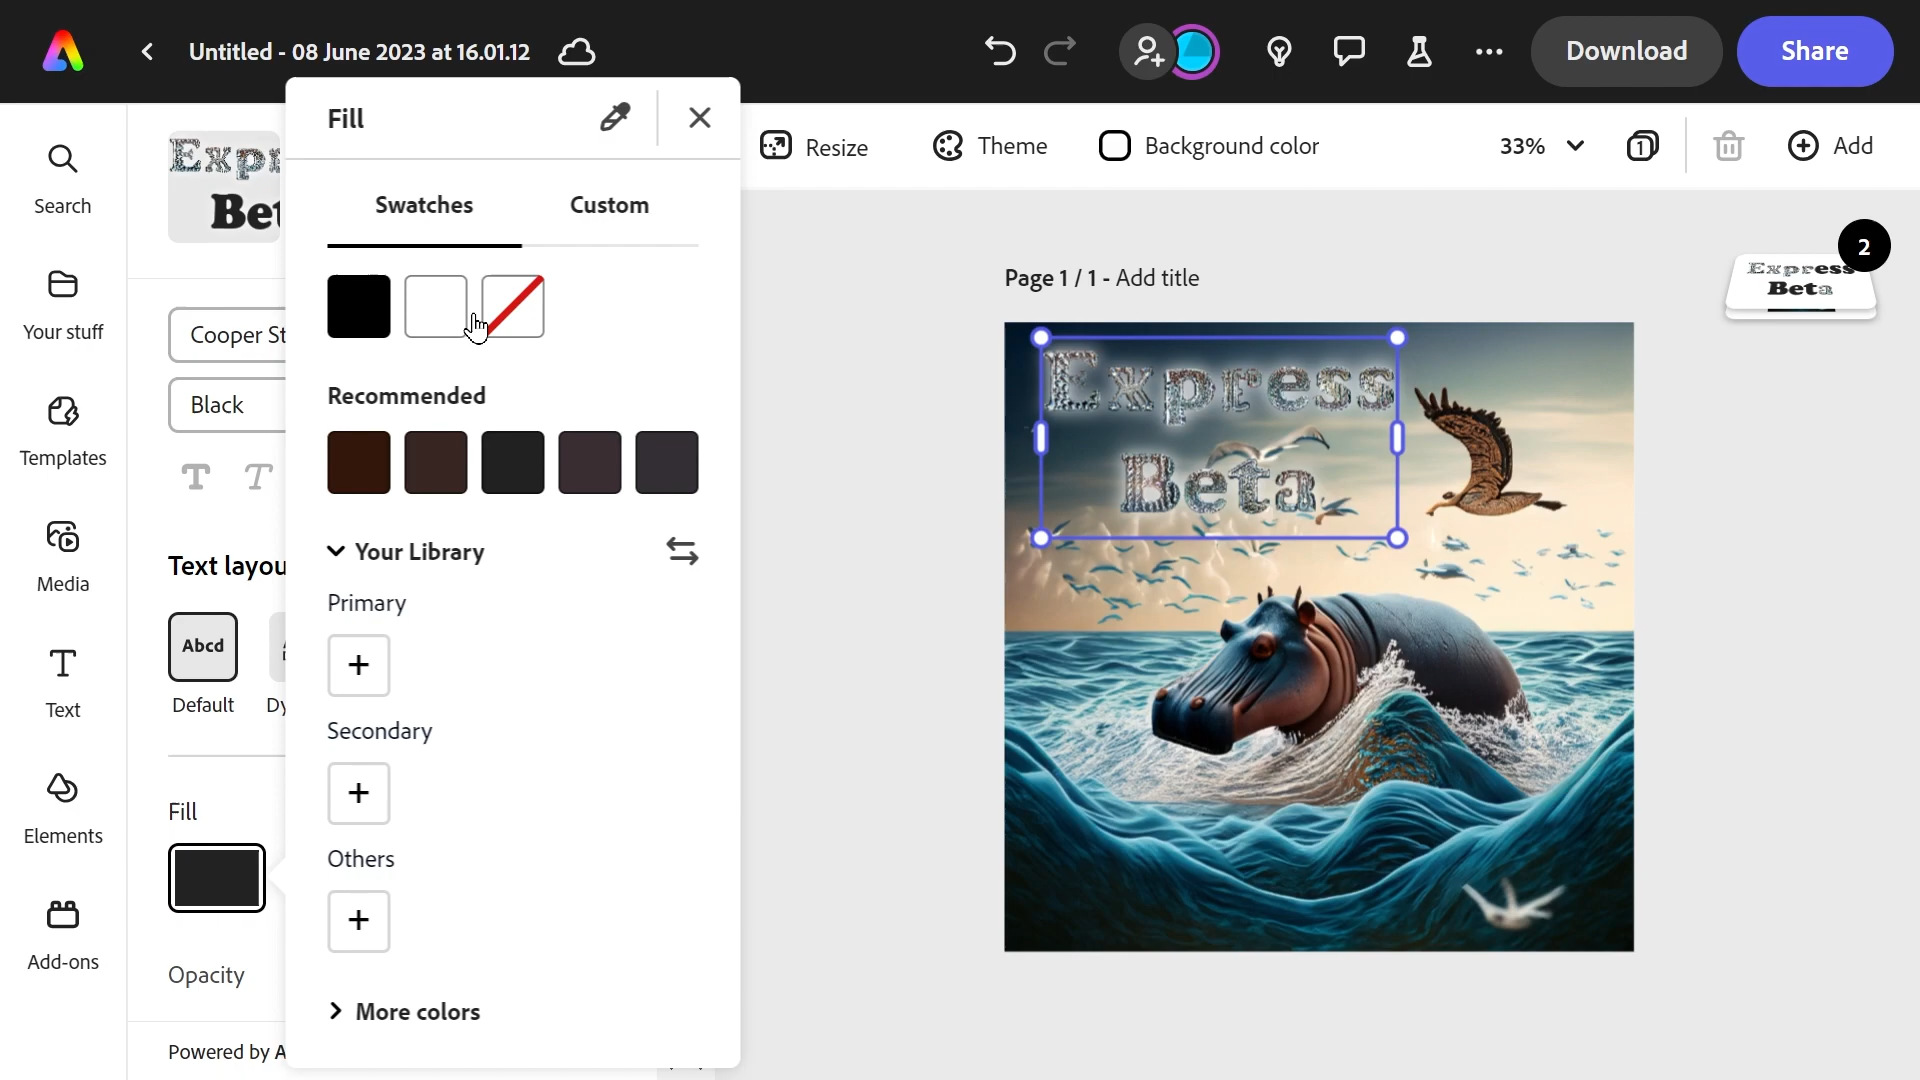 Untitled - 08 June 2023 at 16.01.12
Download
Share
Search
Your stuff
Templates
Media
Text
Elements
Add-ons
Expr
Bet
Cooper St
Black
T T
Text layou
Abcd
Default Dy
Fill
Opacity
Powered by A
Fill
Swatches Custom
Recommended
Your Library
Primary
+
Secondary
+
Others
+
More colors
Resize Theme Background color 33% 1 Add
Page 1 / 1 - Add title
2
Express
Beta
Express
Beta